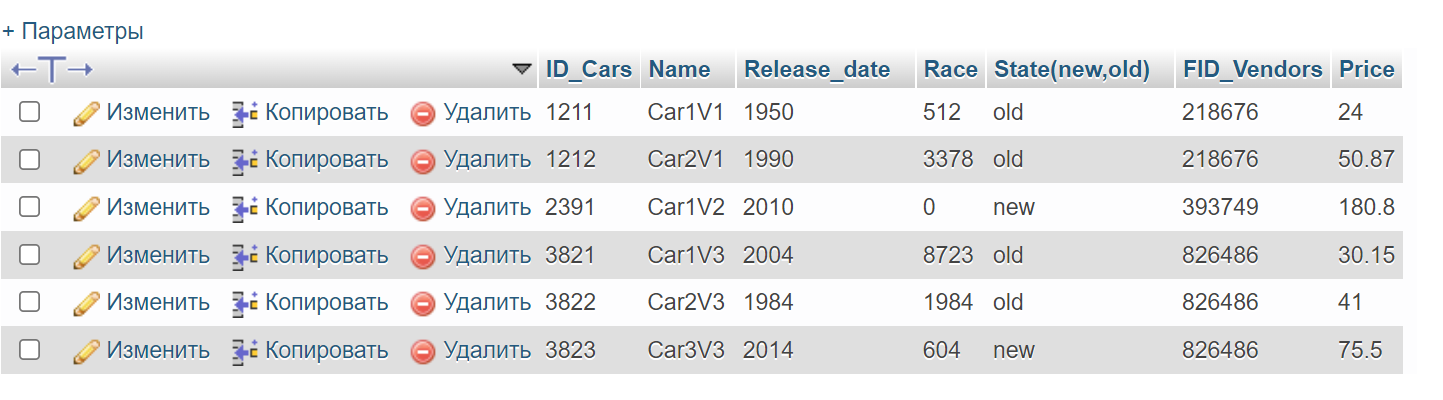 + Параметры
ID_Cars Name Release_date Race State(new,old) FID_Vendors Price
Изменить Копировать Удалить 1211 Car1V1 1950 512 old 218676 24
Изменить Копировать Удалить 1212 Car2V1 1990 3378 old 218676 50.87
Изменить Копировать Удалить 2391 Car1V2 2010 0 new 393749 180.8
Изменить Копировать Удалить 3821 Car1V3 2004 8723 old 826486 30.15
Изменить Копировать Удалить 3822 Car2V3 1984 1984 old 826486 41
Изменить Копировать Удалить 3823 Car3V3 2014 604 new 826486 75.5